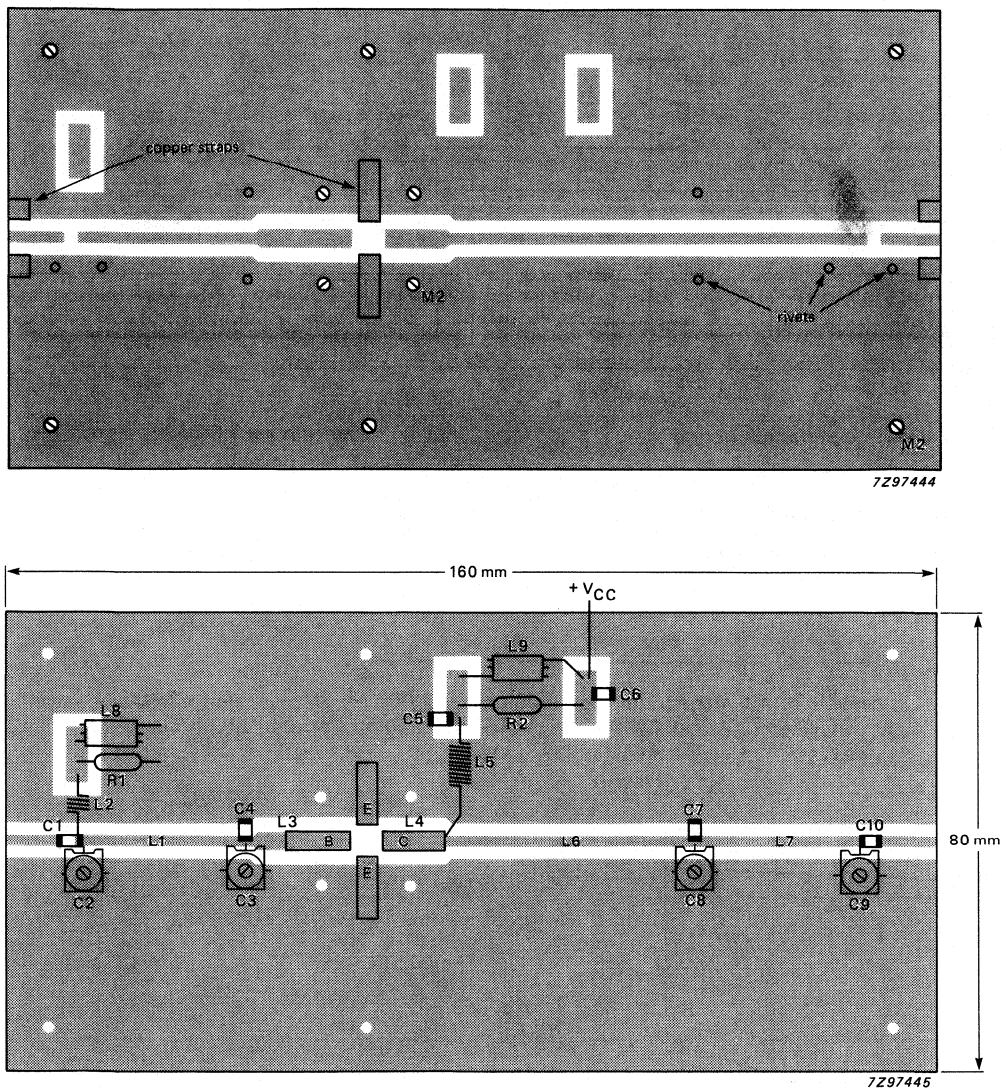 copper straps
M2
rivets
M2
7Z97444
160 mm
+ VCC
L9
C6
L8
C5
R2
R1
L5
L2
E
C4
C7
C1
L3
L4
C10
L1
B
C
L6
L7
80 mm
E
C2
C3
C8
C9
7Z97445